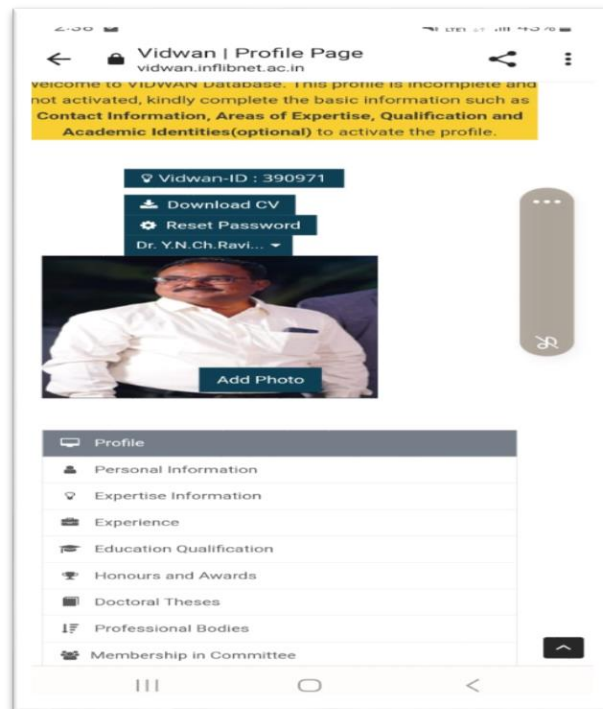 Vidwan | Profile Page
vidwan.inflibnet.ac.in
Welcome to VIDWAN Database. This profile is incomplete and
not activated, kindly complete the basic information such as
Contact Information, Areas of Expertise, Qualification and
Academic Identities(optional) to activate the profile.
Vidwan-ID : 390971
Download CV
Reset Password
Dr. Y.N.Ch.Ravi...
Add Photo
Profile
Personal Information
Expertise Information
Experience
Education Qualification
Honours and Awards
Doctoral Theses
Professional Bodies
Membership in Committee